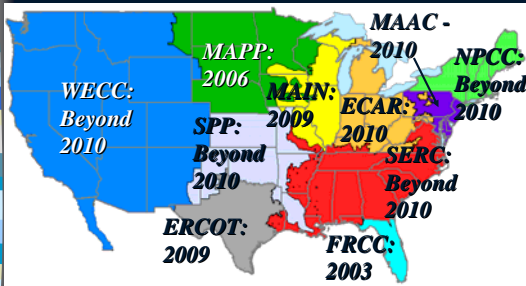 MAAC -
2010
NPCC:
Beyond
2010
MAPP:
2006
WECC:
Beyond
2010
MAIN:
2009
ECAR:
2010
SPP:
Beyond
2010
SERC:
Beyond
2010
ERCOT:
2009
FRCC:
2003